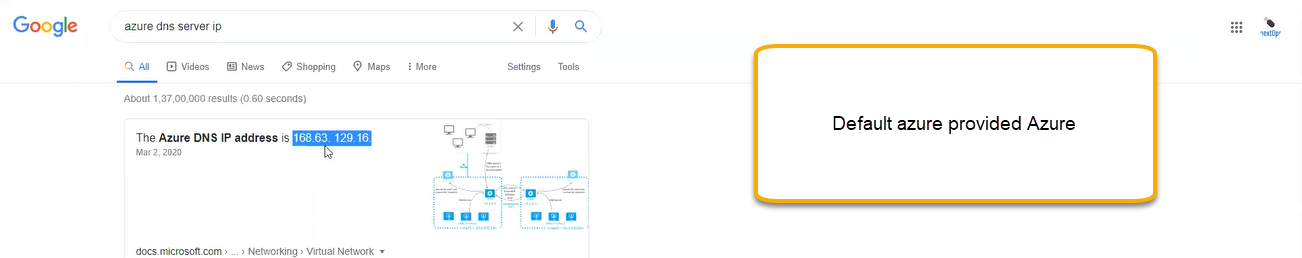 Google
azure dns server ip
All Videos News Shopping Maps More Settings Tools
About 1,37,00,000 results (0.60 seconds)
The Azure DNS IP address is 168.63. 129.16.
Mar 2, 2020
docs.microsoft.com › ... › Networking › Virtual Network
Default azure provided Azure